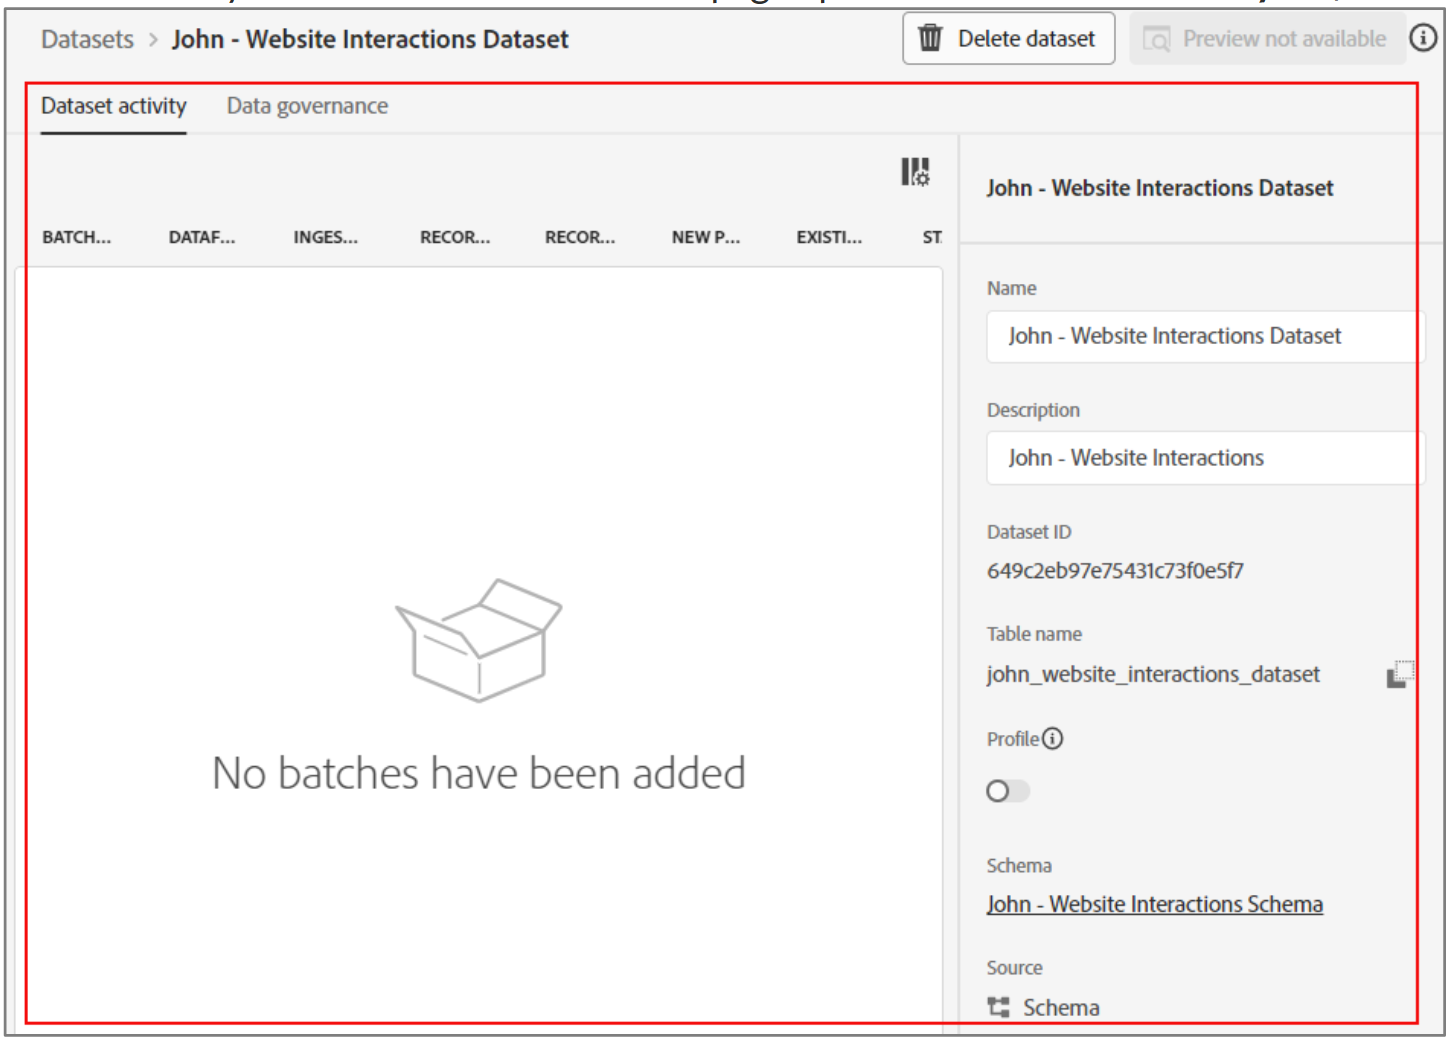 Datasets > John - Website Interactions Dataset
Delete dataset
Preview not available
Dataset activity
Data governance
BATCH... DATAF... INGES... RECOR... RECOR... NEW P... EXISTI... ST
No batches have been added
John - Website Interactions Dataset
Name
John - Website Interactions Dataset
Description
John - Website Interactions
Dataset ID
649c2eb97e75431c73f0e5f7
Table name
john_website_interactions_dataset
Profile
Schema
John - Website Interactions Schema
Source
Schema